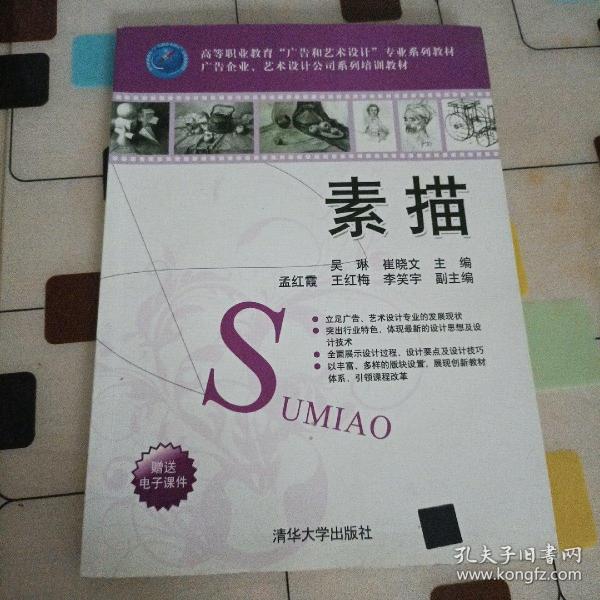 高等职业教育“广告和艺术设计”专业系列教材
广告企业、艺术设计公司系列培训教材
素描
吴 琳 崔晓文 主 编
孟红霞 王红梅 李笑宇 副主编
● 立足广告、艺术设计专业的发展现状
● 突出行业特色，体现最新的设计思想及设
计技术
● 全面展示设计过程、设计要点及设计技巧
● 以丰富、多样的版块设置，展现创新教材
体系，引领课程改革
SUMIAO
赠送
电子课件
清华大学出版社
孔夫子旧书网
www.kongfz.com